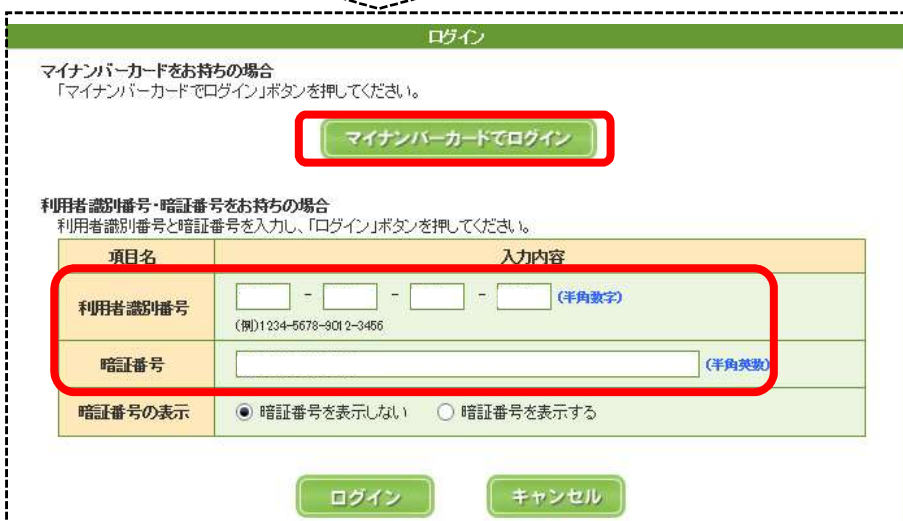 ログイン
マイナンバーカードをお持ちの場合
「マイナンバーカードでログイン」ボタンを押してください。
マイナンバーカードでログイン
利用者識別番号・暗証番号をお持ちの場合
利用者識別番号と暗証番号を入力し、「ログイン」ボタンを押してください。
項目名 入力内容
利用者識別番号 - - - (半角数字)
(例)1234-5678-9012-3456
暗証番号 (半角英数)
暗証番号の表示 暗証番号を表示しない 暗証番号を表示する
ログイン キャンセル